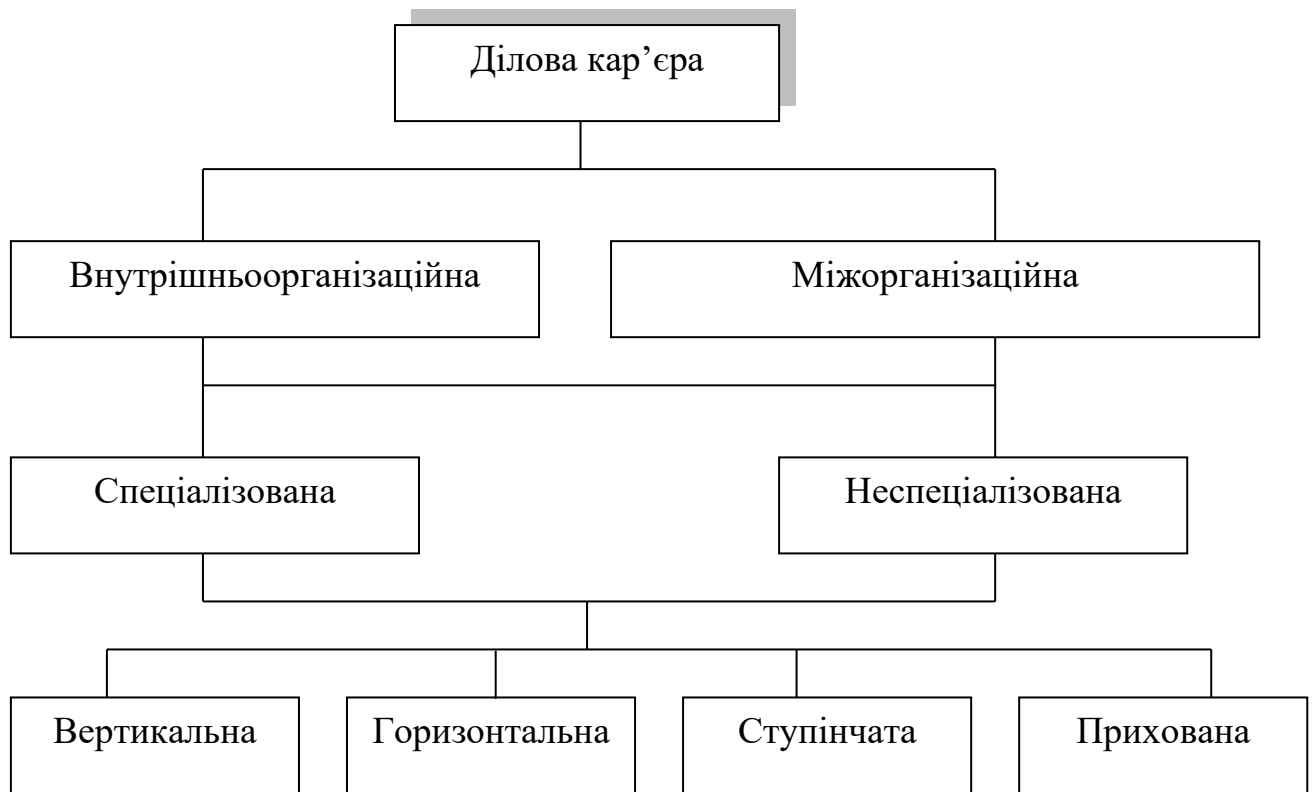 Ділова кар’єра
Внутрішньоорганізаційна
Міжорганізаційна
Спеціалізована
Неспеціалізована
Вертикальна
Горизонтальна
Ступінчата
Прихована